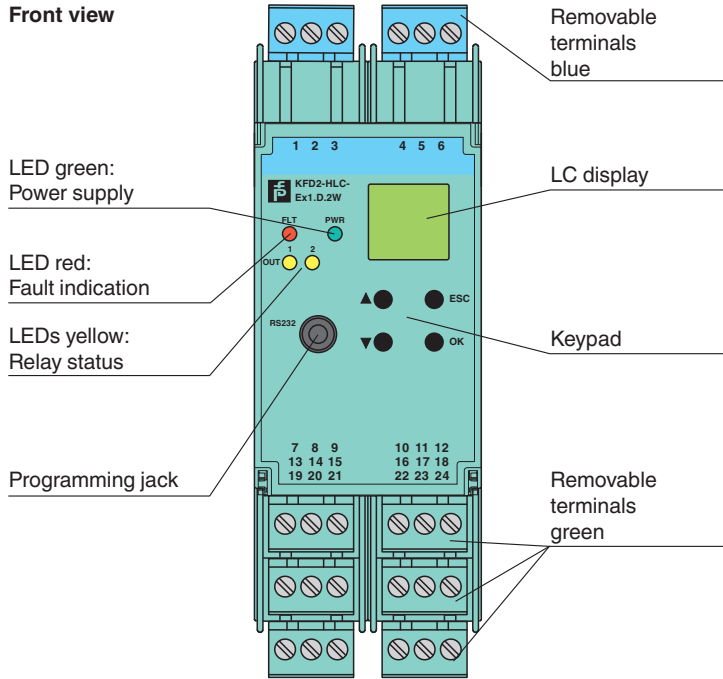 Front view
Removable
terminals
blue
1 2 3
4 5 6
KFD2-HLC-
Ex1.D.2W
LED green:
Power supply
LC display
FLT
PWR
1
2
OUT
LED red:
Fault indication
ESC
LEDs yellow:
Relay status
RS232
OK
Keypad
7 8 9
10 11 12
13 14 15
16 17 18
19 20 21
22 23 24
Programming jack
Removable
terminals
green